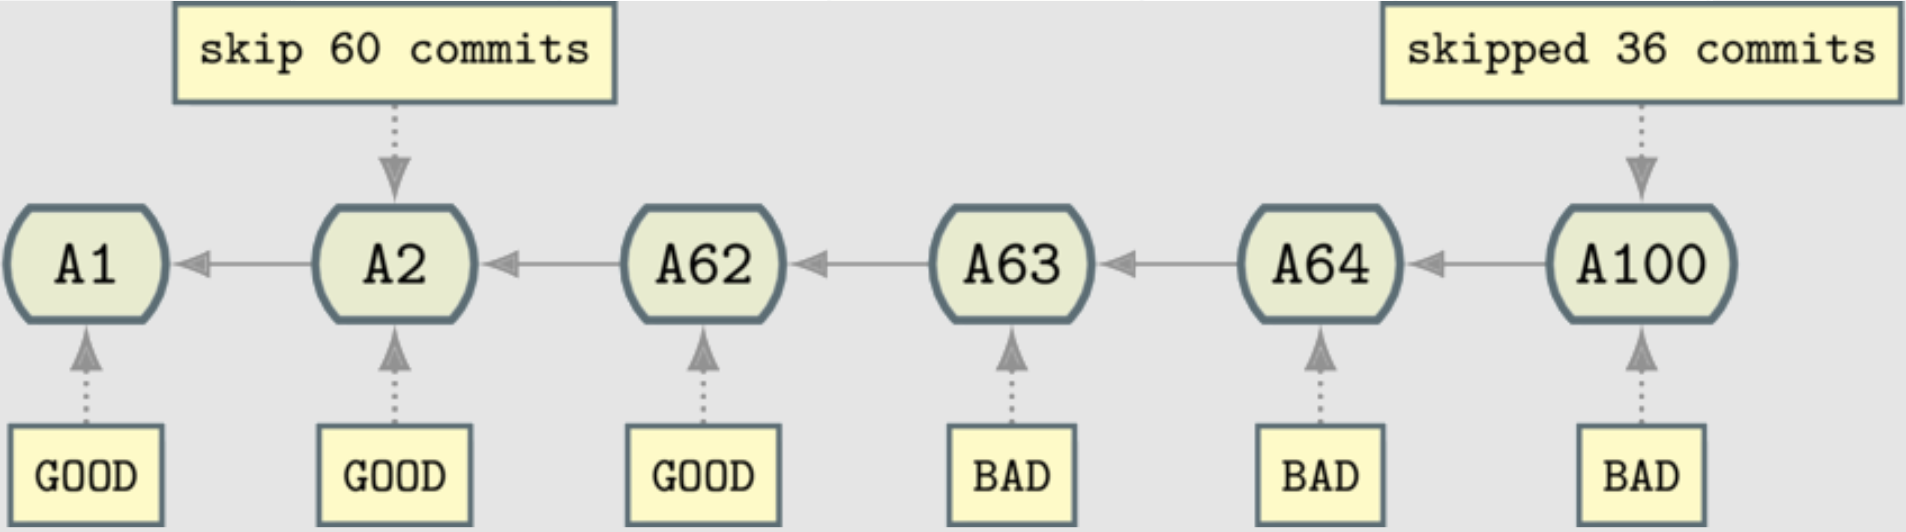 skip 60 commits
skipped 36 commits
A1
A2
A62
A63
A64
A100
GOOD
GOOD
GOOD
BAD
BAD
BAD